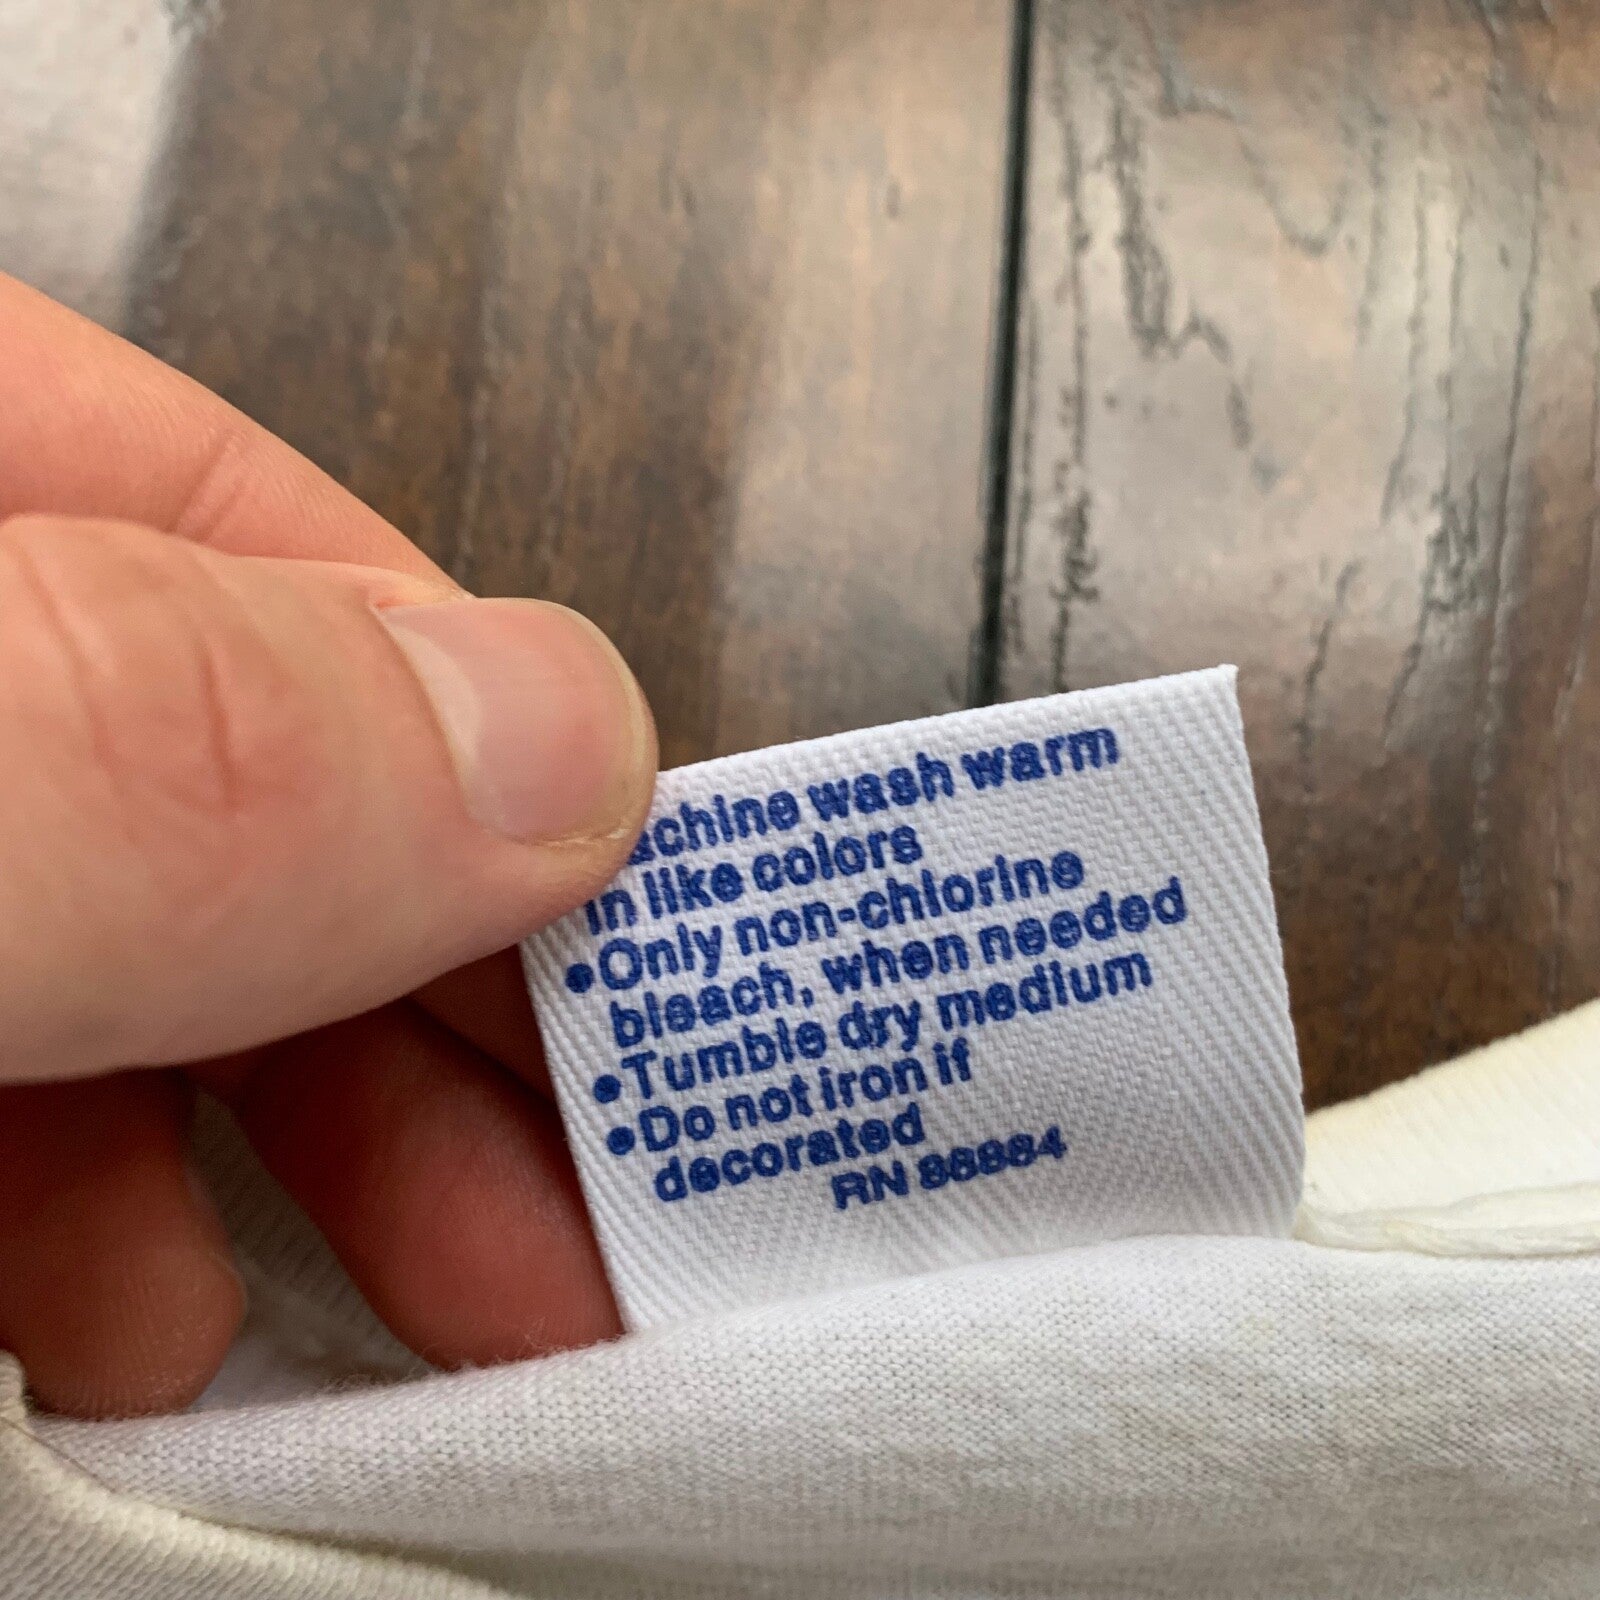 achine wash warm
in like colors
•Only non-chlorine
bleach, when needed
•Tumble dry medium
•Do not iron if
decorated
RN